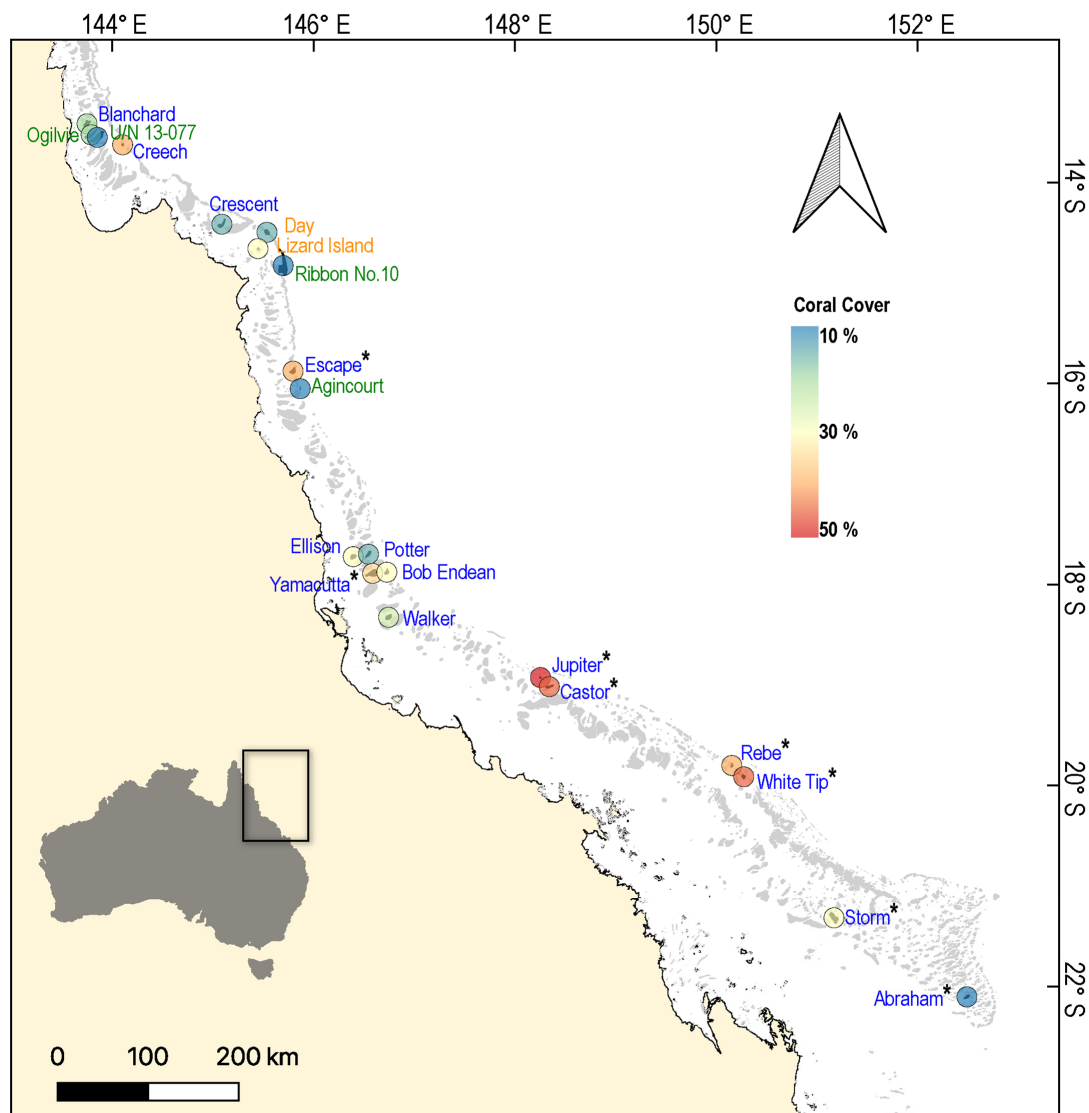 144° E 146° E 148° E 150° E 152° E
Blanchard
Ogilvie U/N 13-077
Creech
14° S
Crescent
Day
Lizard Island
Ribbon No.10
Coral Cover
10 %
Escape*
Agincourt
16° S
30 %
50 %
Ellison Potter
Yamacutta* Bob Endean
18° S
Walker
Jupiter*
Castor*
Rebe*
White Tip*
20° S
Storm*
Abraham*
22° S
0 100 200 km